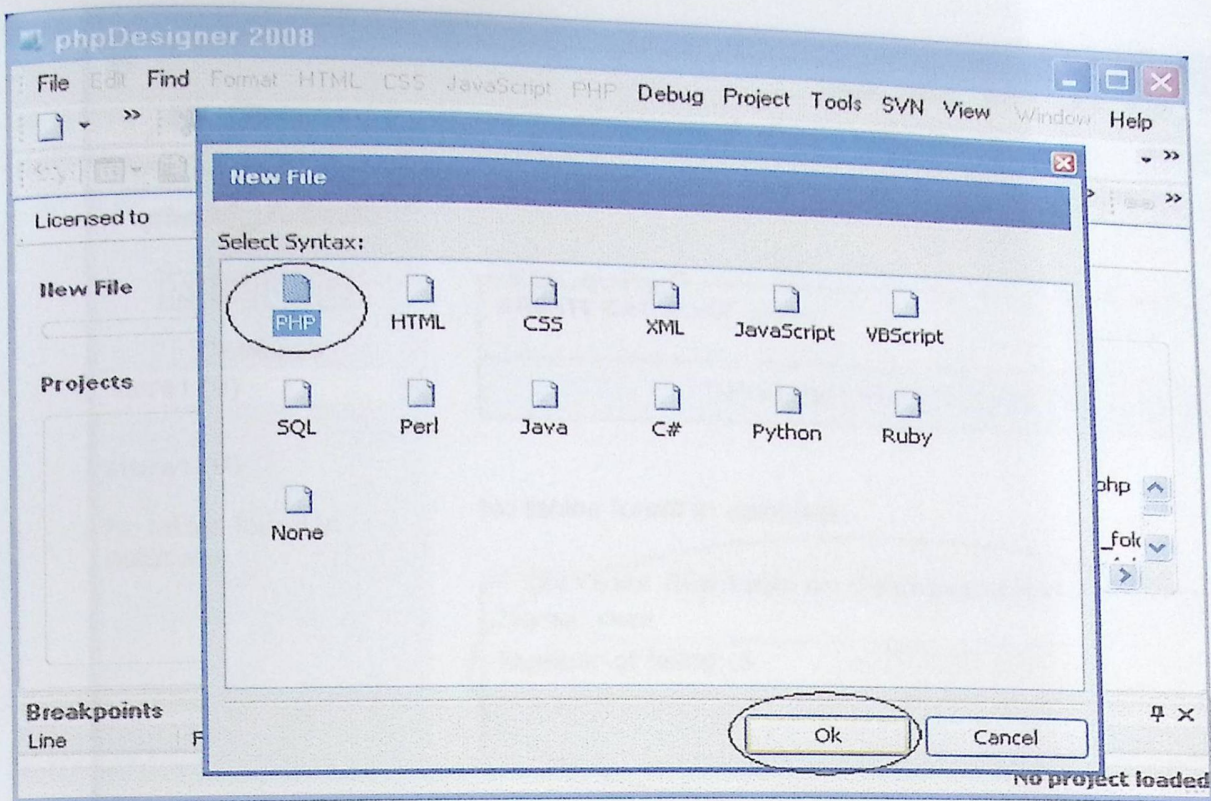 phpDesigner 2008
File Edit Find Format HTML CSS JavaScript PHP Debug Project Tools SVN View Window Help
Licensed to
New File
Projects
New File
Select Syntax:
PHP HTML CSS XML JavaScript VBScript
SQL Perl Java C# Python Ruby
None
php
_folc
Ok Cancel
Breakpoints
Line F
No project loaded